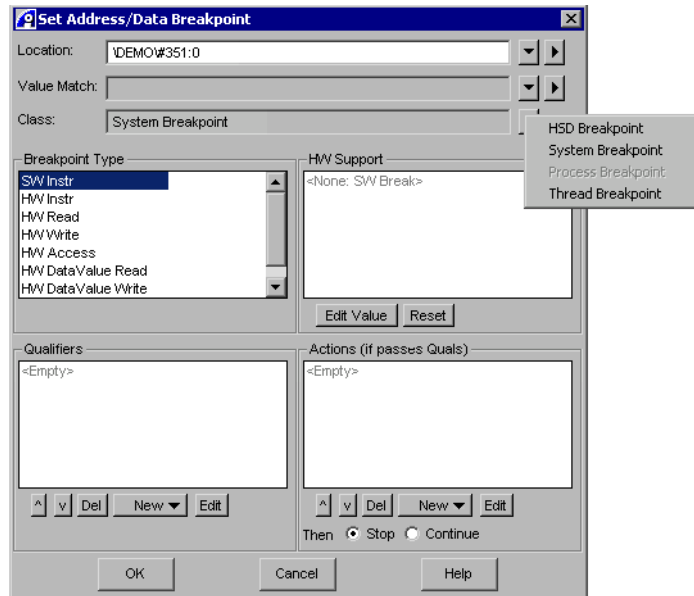 Set Address/Data Breakpoint
Location: \DEMO\#351:0
Value Match:
Class: System Breakpoint
HSD Breakpoint
System Breakpoint
Process Breakpoint
Thread Breakpoint
Breakpoint Type
SW Instr
HW Instr
HW Read
HW Write
HW Access
HW DataValue Read
HW DataValue Write
HW Support
<None: SW Break>
Edit Value Reset
Qualifiers
<Empty>
^ v Del New Edit
Actions (if passes Quals)
<Empty>
^ v Del New Edit
Then Stop Continue
OK Cancel Help